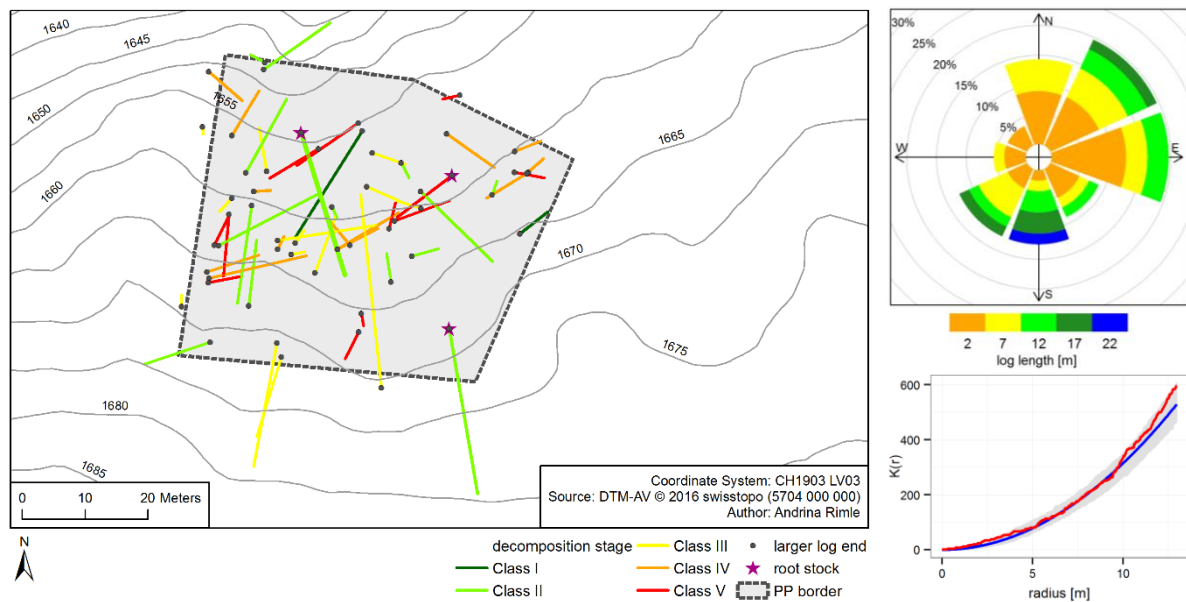 1640
1645
1650
1655
1660
1665
1670
1675
1680
1685
0 10 20 Meters
Coordinate System: CH1903 LV03
Source: DTM-AV © 2016 swisstopo (5704 000 000)
Author: Andrina Rimle
N
decomposition stage
Class I
Class II
Class III
Class IV
Class V
larger log end
root stock
PP border
30%
25%
20%
15%
10%
5%
N
W
E
S
2 7 12 17 22
log length [m]
600
400
200
0
K(r)
0 5 10
radius [m]